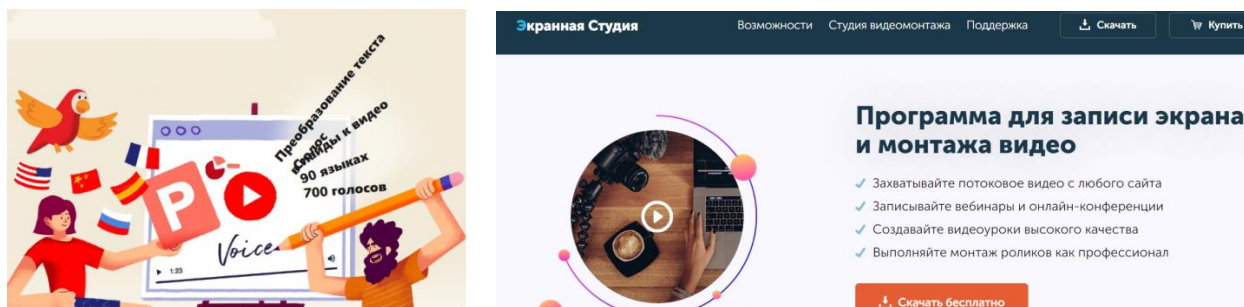 Преобразование текста
в голос
Слайды к видео
90 языках
700 голосов
P
Voice
1:23
Экранная Студия
Возможности
Студия видеомонтажа
Поддержка
Скачать
Купить
Программа для записи экрана
и монтажа видео
Захватывайте потоковое видео с любого сайта
Записывайте вебинары и онлайн-конференции
Создавайте видеоуроки высокого качества
Выполняйте монтаж роликов как профессионал
Скачать бесплатно